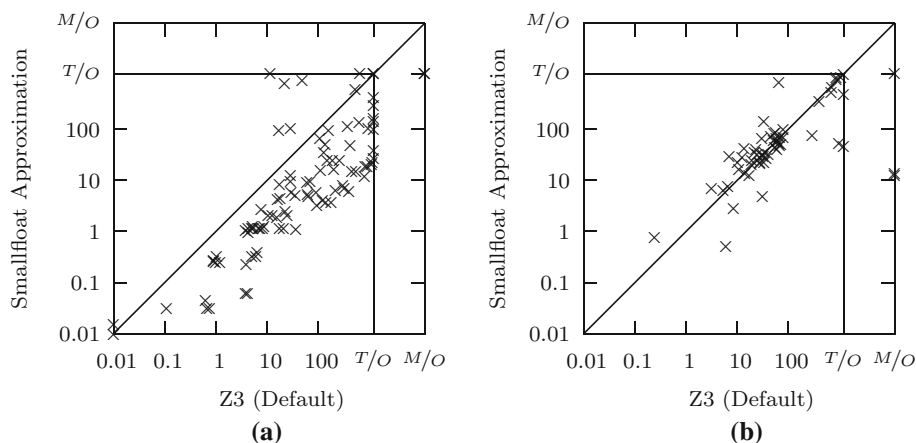 M/O
T/O
100
10
1
0.1
0.01
Smallfloat Approximation
0.01 0.1 1 10 100 T/O M/O
Z3 (Default)
(a)
M/O
T/O
100
10
1
0.1
0.01
Smallfloat Approximation
0.01 0.1 1 10 100 T/O M/O
Z3 (Default)
(b)